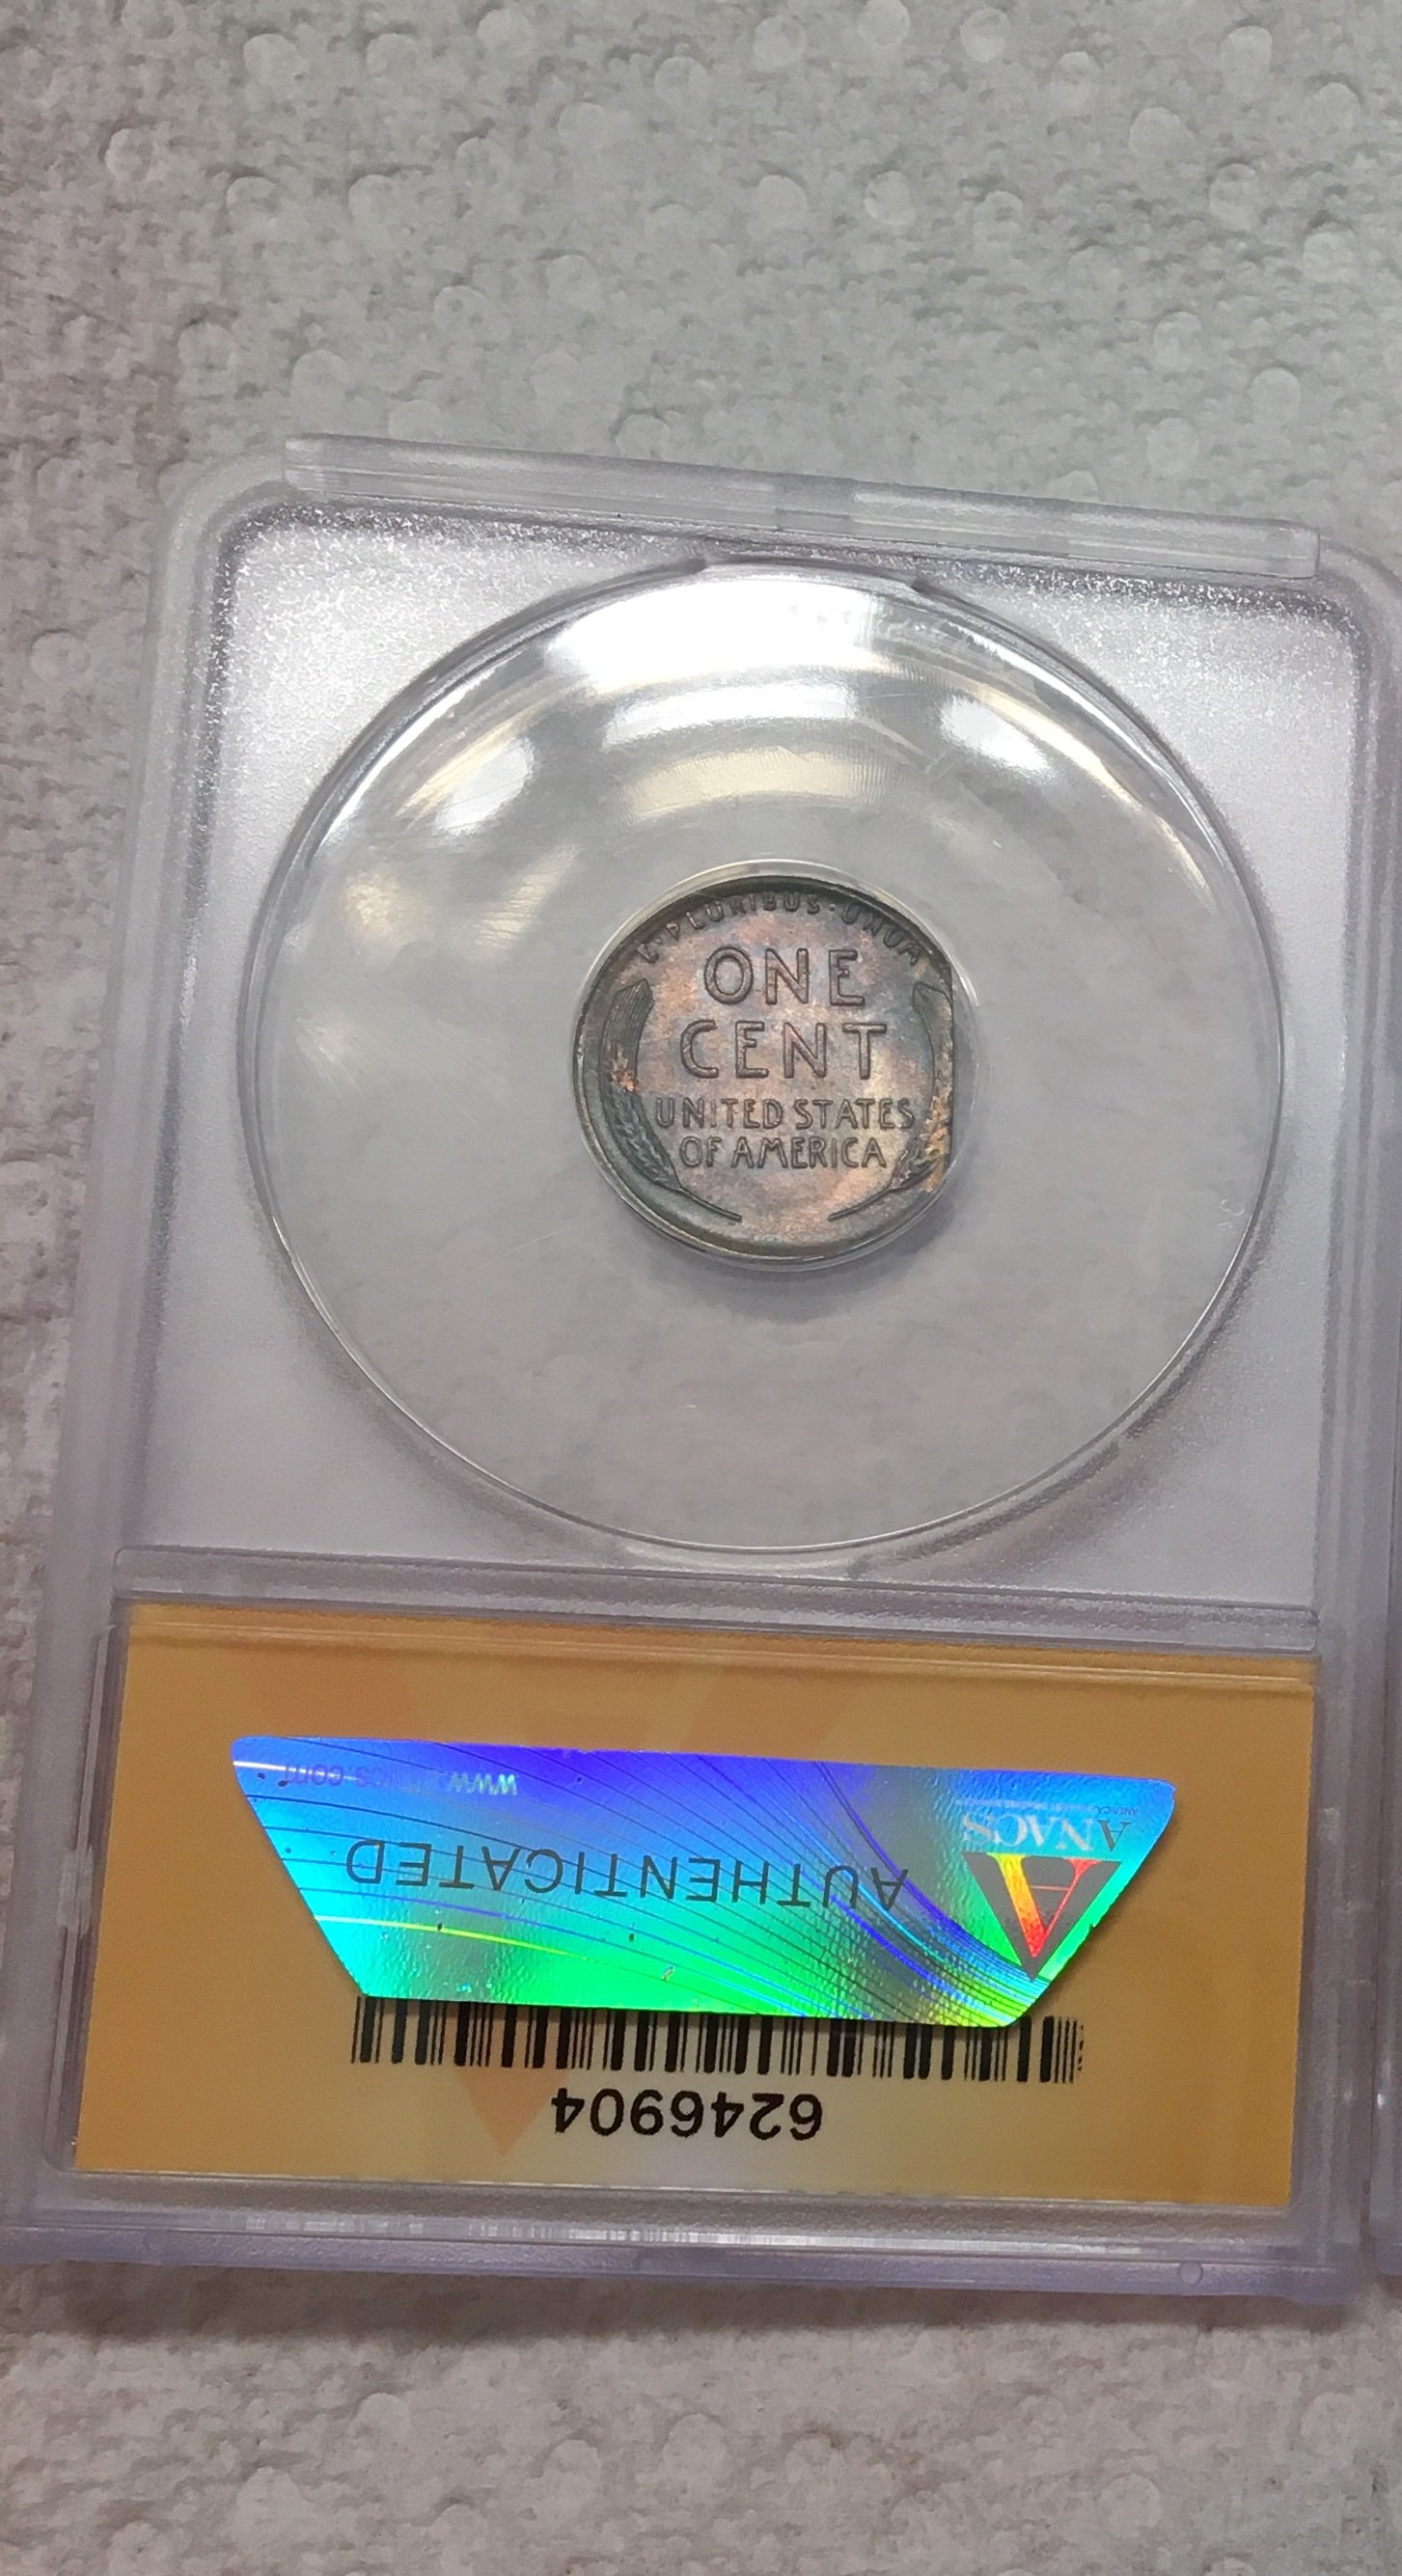 E·PLURIBUS·UNUM
ONE
CENT
UNITED STATES
OF AMERICA
6246904
AUTHENTICATED
ANACS